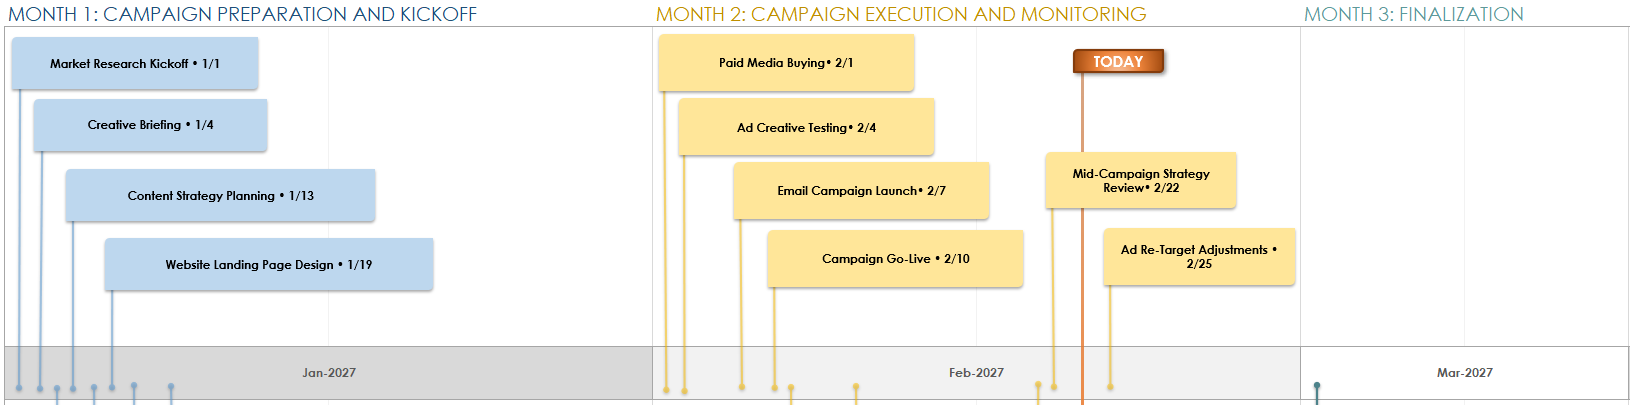 MONTH 1: CAMPAIGN PREPARATION AND KICKOFF
MONTH 2: CAMPAIGN EXECUTION AND MONITORING
MONTH 3: FINALIZATION
Market Research Kickoff • 1/1
Creative Briefing • 1/4
Content Strategy Planning • 1/13
Website Landing Page Design • 1/19
Paid Media Buying• 2/1
Ad Creative Testing• 2/4
Email Campaign Launch• 2/7
Campaign Go-Live • 2/10
TODAY
Mid-Campaign Strategy
Review• 2/22
Ad Re-Target Adjustments •
2/25
Jan-2027
Feb-2027
Mar-2027